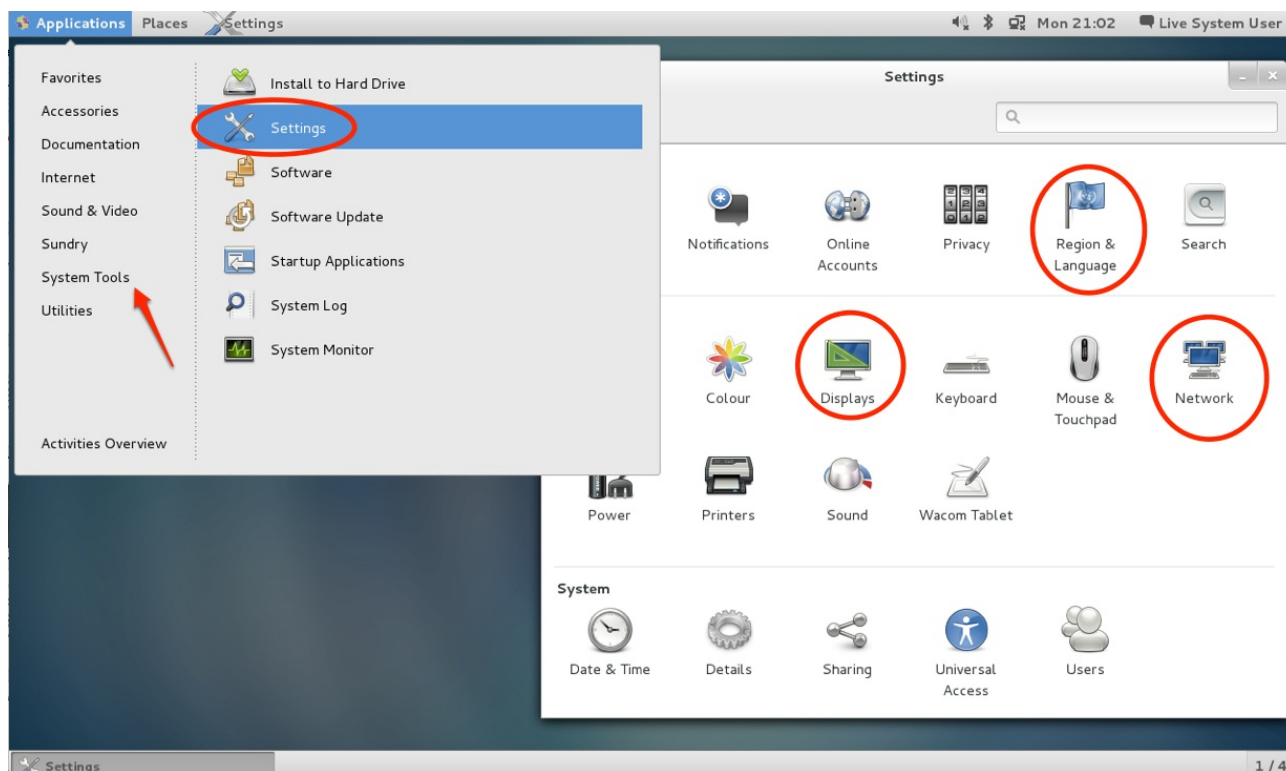 Applications Places Settings Mon 21:02 Live System User
Favorites
Accessories
Documentation
Internet
Sound & Video
Sundry
System Tools
Utilities
Activities Overview
Install to Hard Drive
Settings
Software
Software Update
Startup Applications
System Log
System Monitor
Settings
Notifications
Online
Accounts
Privacy
Region &
Language
Search
Colour
Displays
Keyboard
Mouse &
Touchpad
Network
Power
Printers
Sound
Wacom Tablet
System
Date & Time
Details
Sharing
Universal
Access
Users
Settings
1 / 4